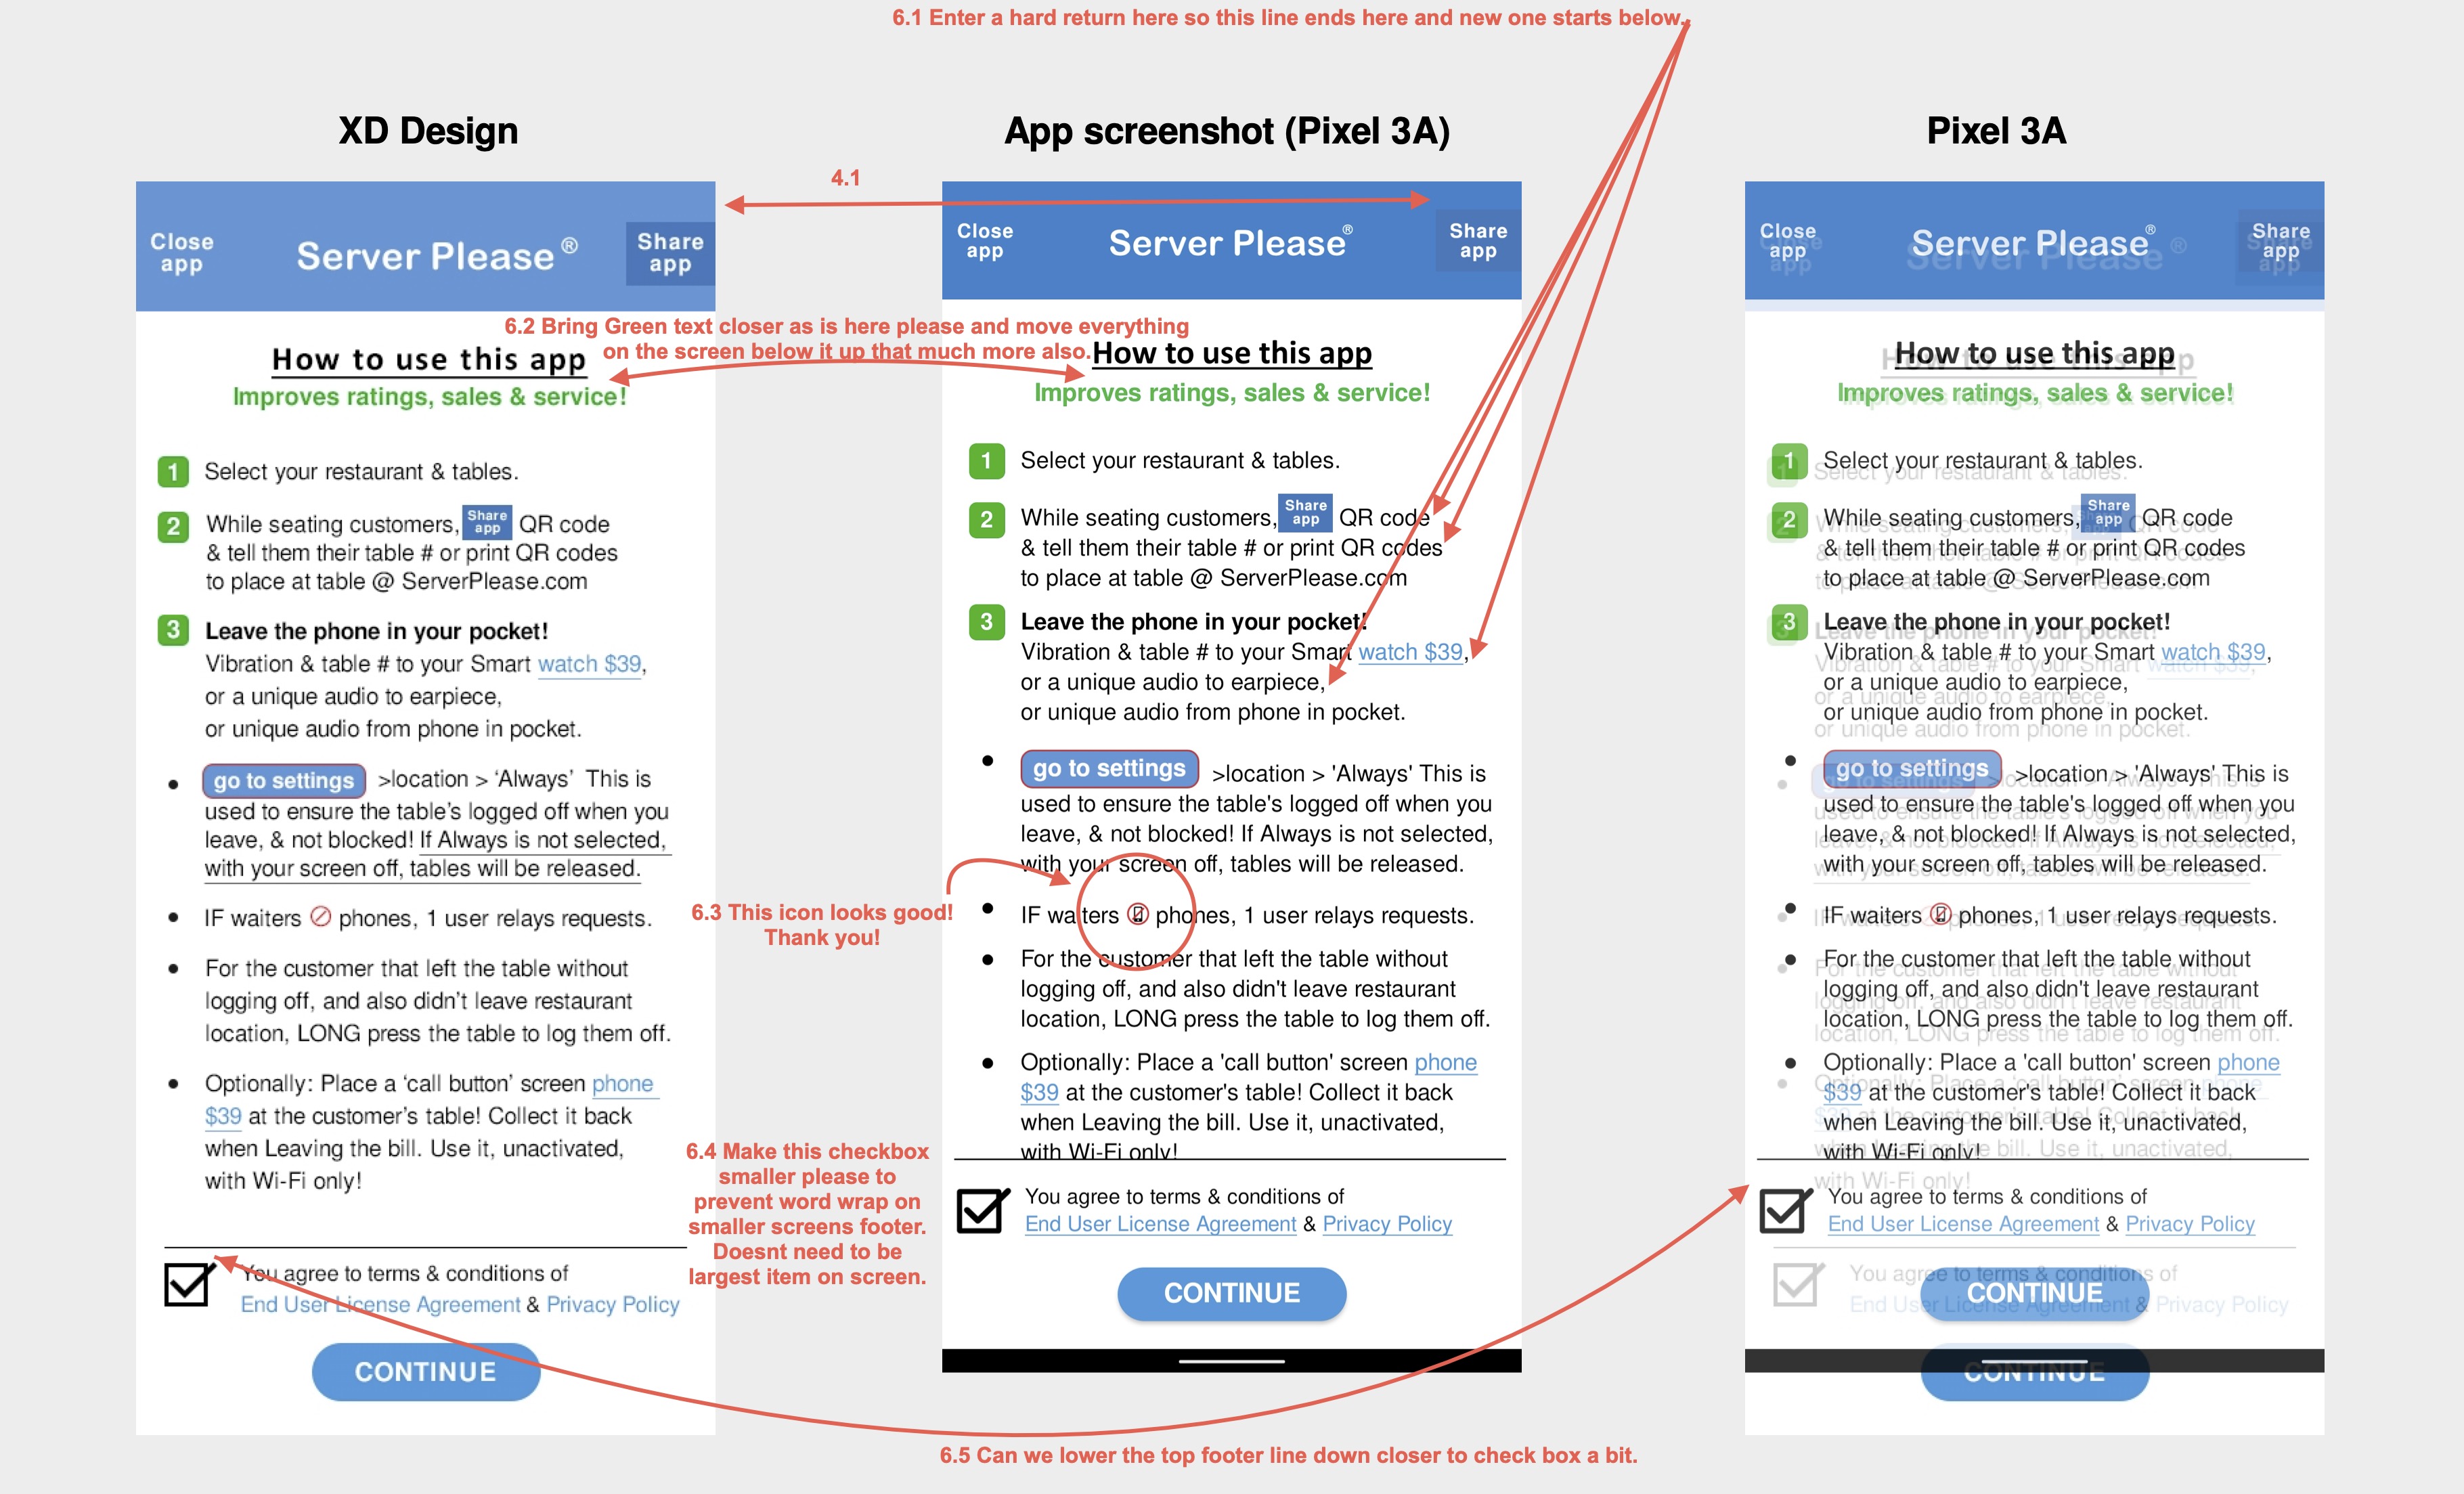 6.1 Enter a hard return here so this line ends here and new one starts below.
XD Design
App screenshot (Pixel 3A)
Pixel 3A
4.1
Close
app
Server Please®
Share
app
6.2 Bring Green text closer as is here please and move everything
on the screen below it up that much more also.
How to use this app
Improves ratings, sales & service!
1 Select your restaurant & tables.
2 While seating customers, Share app QR code
& tell them their table # or print QR codes
to place at table @ ServerPlease.com
3 Leave the phone in your pocket!
Vibration & table # to your Smart watch $39,
or a unique audio to earpiece,
or unique audio from phone in pocket.
• go to settings >location > ‘Always’ This is
used to ensure the table’s logged off when you
leave, & not blocked! If Always is not selected,
with your screen off, tables will be released.
• IF waiters phones, 1 user relays requests.
• For the customer that left the table without
logging off, and also didn’t leave restaurant
location, LONG press the table to log them off.
• Optionally: Place a ‘call button’ screen phone
$39 at the customer’s table! Collect it back
when Leaving the bill. Use it, unactivated,
with Wi-Fi only!
You agree to terms & conditions of
End User License Agreement & Privacy Policy
CONTINUE
6.3 This icon looks good!
Thank you!
6.4 Make this checkbox
smaller please to
prevent word wrap on
smaller screens footer.
Doesnt need to be
largest item on screen.
Close
app
Server Please®
Share
app
How to use this app
Improves ratings, sales & service!
1 Select your restaurant & tables.
2 While seating customers, Share app QR code
& tell them their table # or print QR codes
to place at table @ ServerPlease.com
3 Leave the phone in your pocket!
Vibration & table # to your Smart watch $39,
or a unique audio to earpiece,
or unique audio from phone in pocket.
• go to settings >location > 'Always' This is
used to ensure the table's logged off when you
leave, & not blocked! If Always is not selected,
with your screen off, tables will be released.
• IF waiters phones, 1 user relays requests.
• For the customer that left the table without
logging off, and also didn't leave restaurant
location, LONG press the table to log them off.
• Optionally: Place a 'call button' screen phone
$39 at the customer's table! Collect it back
when Leaving the bill. Use it, unactivated,
with Wi-Fi only!
You agree to terms & conditions of
End User License Agreement & Privacy Policy
CONTINUE
Close
app
Server Please®
Share
app
How to use this app
Improves ratings, sales & service!
1 Select your restaurant & tables.
2 While seating customers, Share app QR code
& tell them their table # or print QR codes
to place at table @ ServerPlease.com
3 Leave the phone in your pocket!
Vibration & table # to your Smart watch $39,
or a unique audio to earpiece,
or unique audio from phone in pocket.
• go to settings >location > 'Always' This is
used to ensure the table's logged off when you
leave, & not blocked! If Always is not selected,
with your screen off, tables will be released.
• IF waiters phones, 1 user relays requests.
• For the customer that left the table without
logging off, and also didn't leave restaurant
location, LONG press the table to log them off.
• Optionally: Place a 'call button' screen phone
$39 at the customer's table! Collect it back
when Leaving the bill. Use it, unactivated,
with Wi-Fi only!
with Wi-Fi only!
You agree to terms & conditions of
End User License Agreement & Privacy Policy
You agree to terms & conditions of
End User License Agreement & Privacy Policy
CONTINUE
CONTINUE
6.5 Can we lower the top footer line down closer to check box a bit.